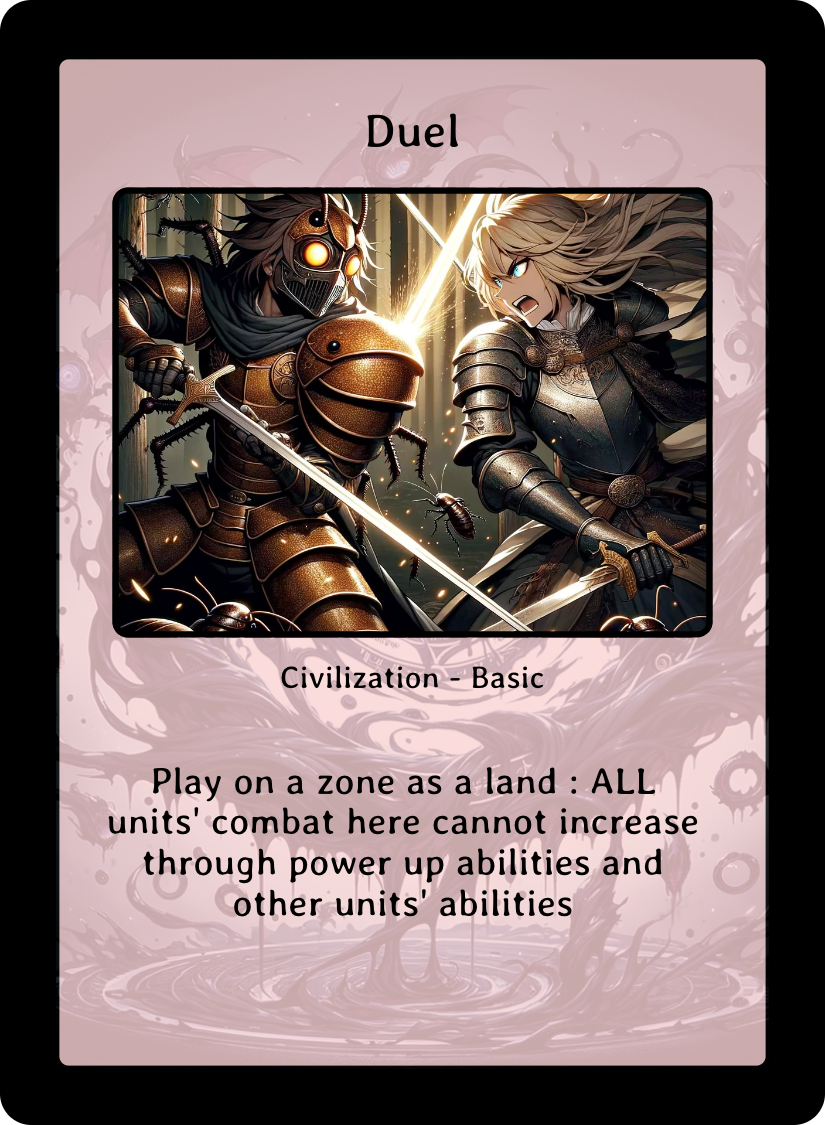 Duel
Civilization - Basic
Play on a zone as a land : ALL
units' combat here cannot increase
through power up abilities and
other units' abilities